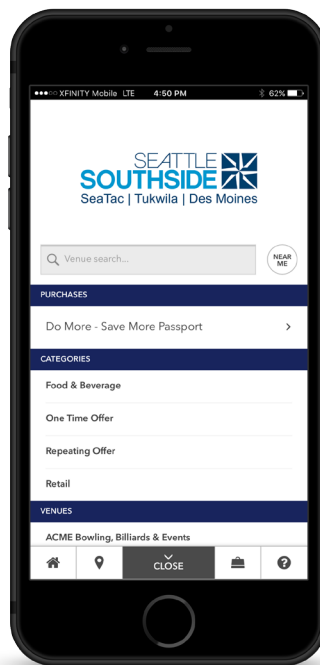 ●●●○○ XFINITY Mobile LTE 4:50 PM 62%
SEATTLE
SOUTHSIDE
SeaTac | Tukwila | Des Moines
Venue search...
NEAR
ME
PURCHASES
Do More - Save More Passport
CATEGORIES
Food & Beverage
One Time Offer
Repeating Offer
Retail
VENUES
ACME Bowling, Billiards & Events
CLOSE
?